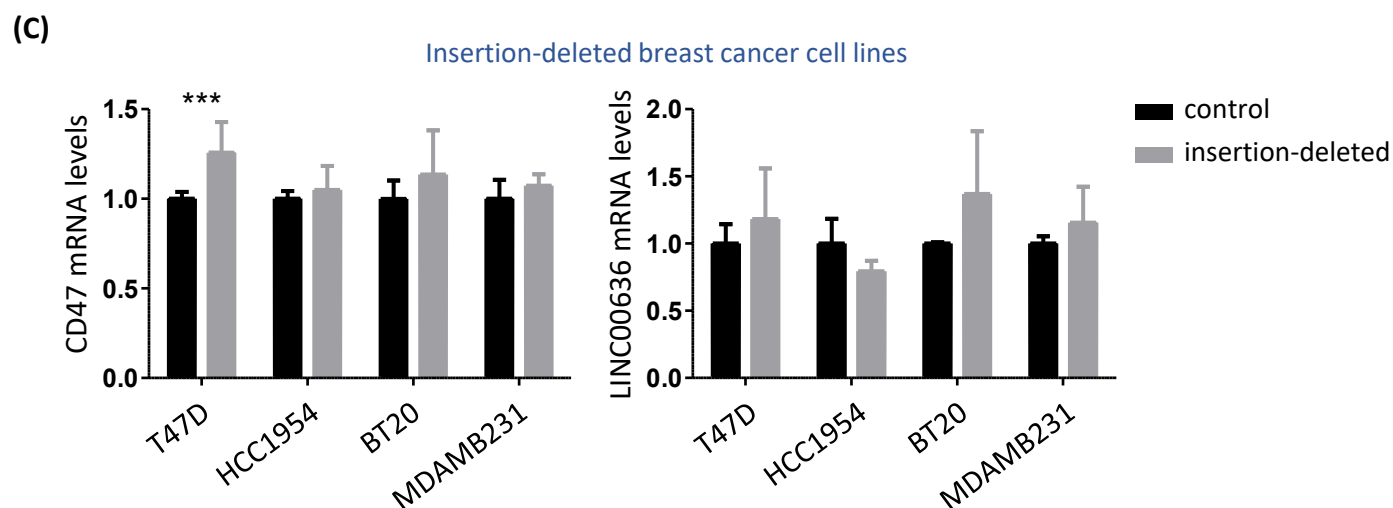 (C)
Insertion-deleted breast cancer cell lines
CD47 mRNA levels
1.5
1.0
0.5
0.0
***
T47D
HCC1954
BT20
MDAMB231
LINC00636 mRNA levels
2.0
1.5
1.0
0.5
0.0
T47D
HCC1954
BT20
MDAMB231
control
insertion-deleted